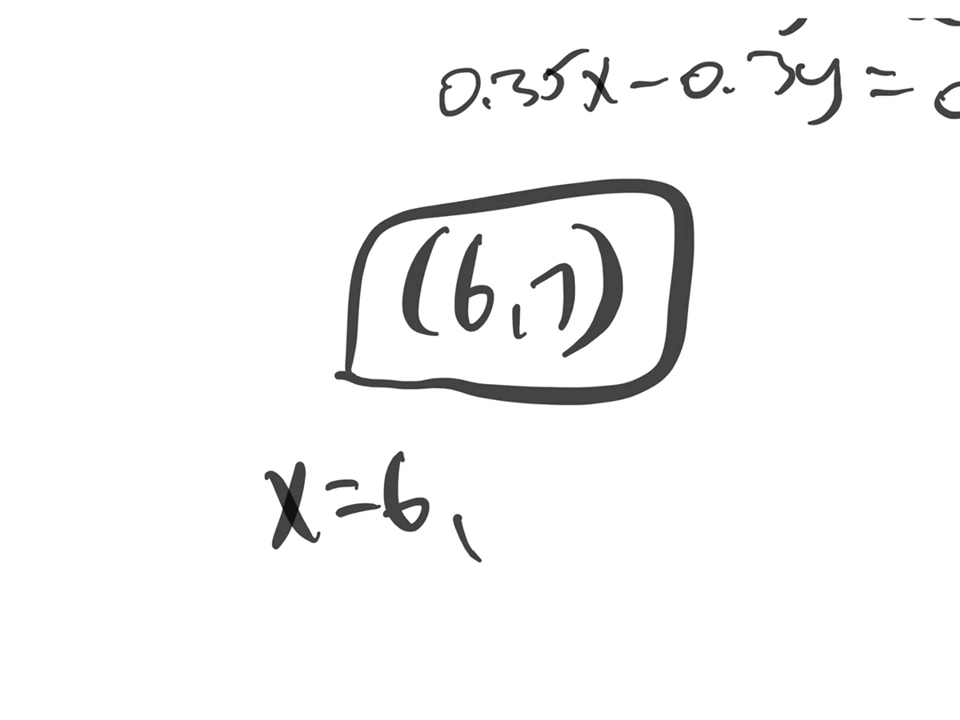 0.35x - 0.3y =
(6,7)
x=6,